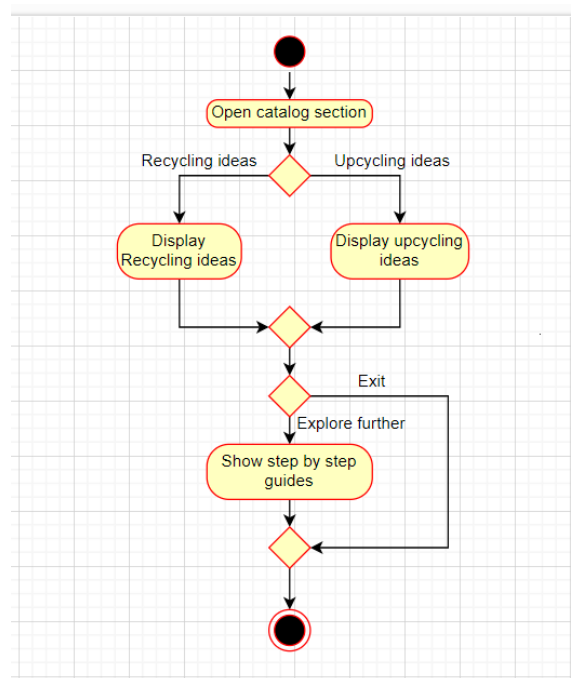 Open catalog section
Recycling ideas
Upcycling ideas
Display
Recycling ideas
Display upcycling
ideas
Exit
Explore further
Show step by step
guides